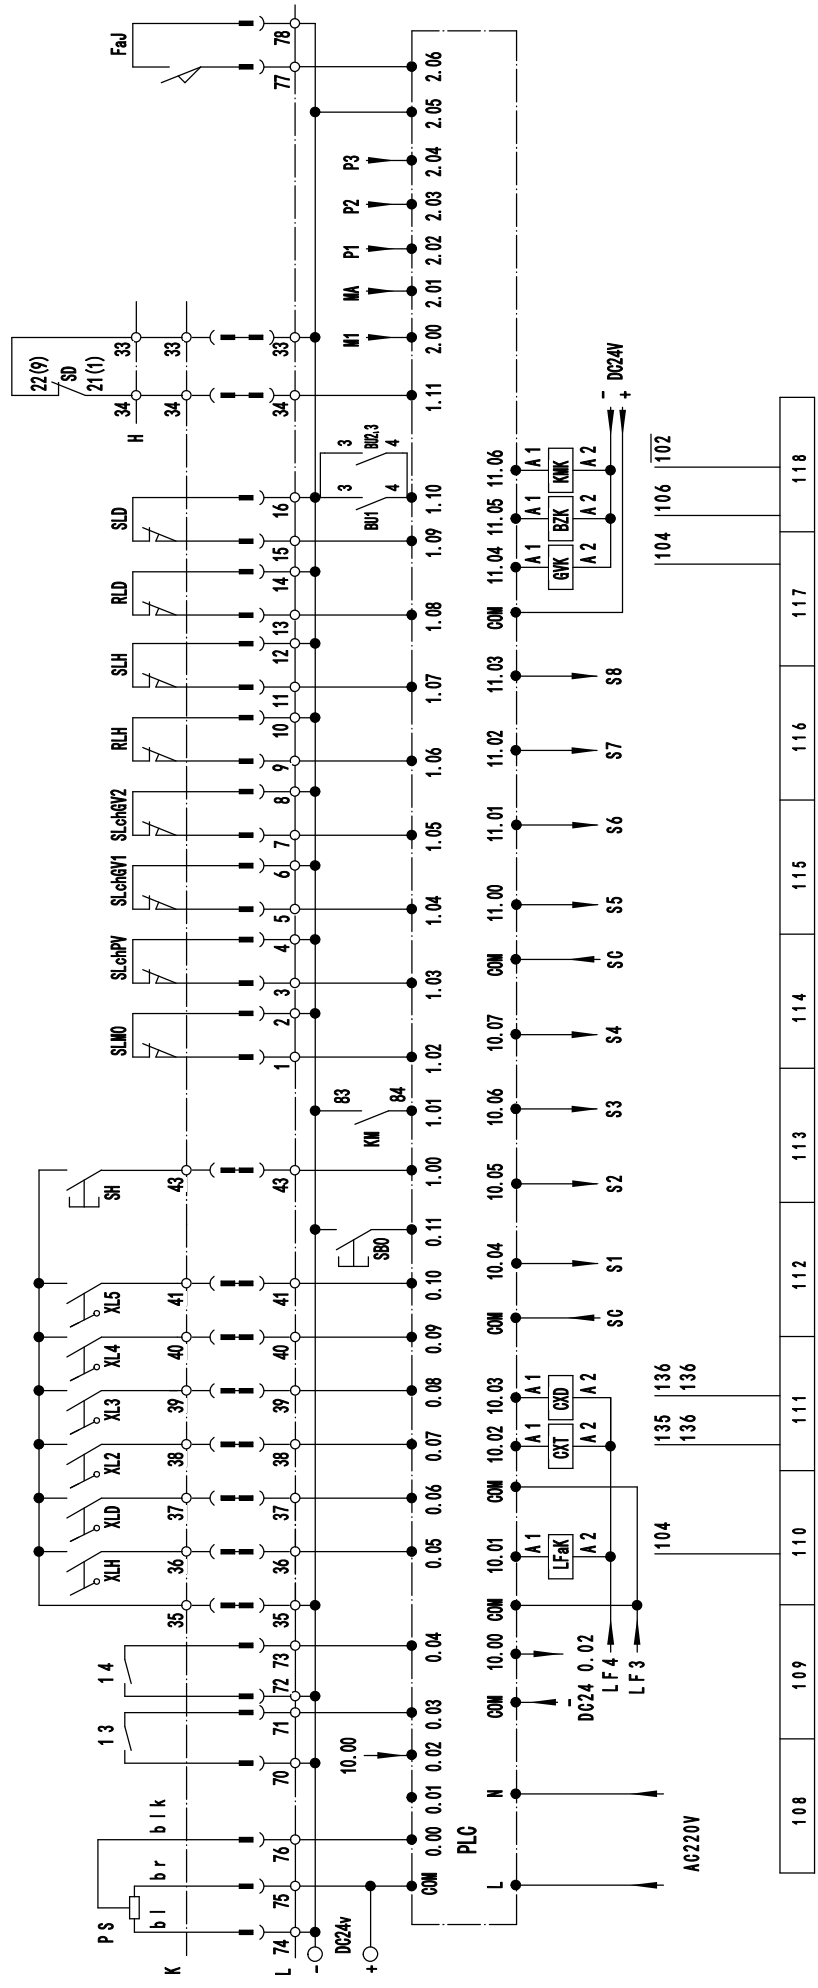 22(9) SD 21(1)
PS bl br blk 13 14 XLH XLD XL2 XL3 XL4 XL5 SH SLMO SLchPV SLchGV1 SLchGV2 RLH SLH RLD SLD FaJ
H 34 33
K 35 36 37 38 39 40 41 43 34 33
L 74 75 76 70 71 72 73 35 36 37 38 39 40 41 43 1 2 3 4 5 6 7 8 9 10 11 12 13 14 15 16 34 33 77 78
-
DC24v 10.00 83 84 3 4 3 4
+ SBO KM BU1 BU2,3 M1 MA P1 P2 P3
COM 0.00 0.01 0.02 0.03 0.04 0.05 0.06 0.07 0.08 0.09 0.10 0.11 1.00 1.01 1.02 1.03 1.04 1.05 1.06 1.07 1.08 1.09 1.10 1.11 2.00 2.01 2.02 2.03 2.04 2.05 2.06
PLC
L N COM 10.00 COM 10.01 COM 10.02 10.03 COM 10.04 10.05 10.06 10.07 COM 11.00 11.01 11.02 11.03 COM 11.04 11.05 11.06
A1 A1 A1 A1 A1 A1
LFaK CXT CXD GVK BZK KMK
A2 A2 A2 A2 A2 A2
DC24 - 0.02
LF4
LF3
SC S1 S2 S3 S4 SC S5 S6 S7 S8
- + DC24V
AC220V
104 135 136 104 106 102
136 136
108 109 110 111 112 113 114 115 116 117 118